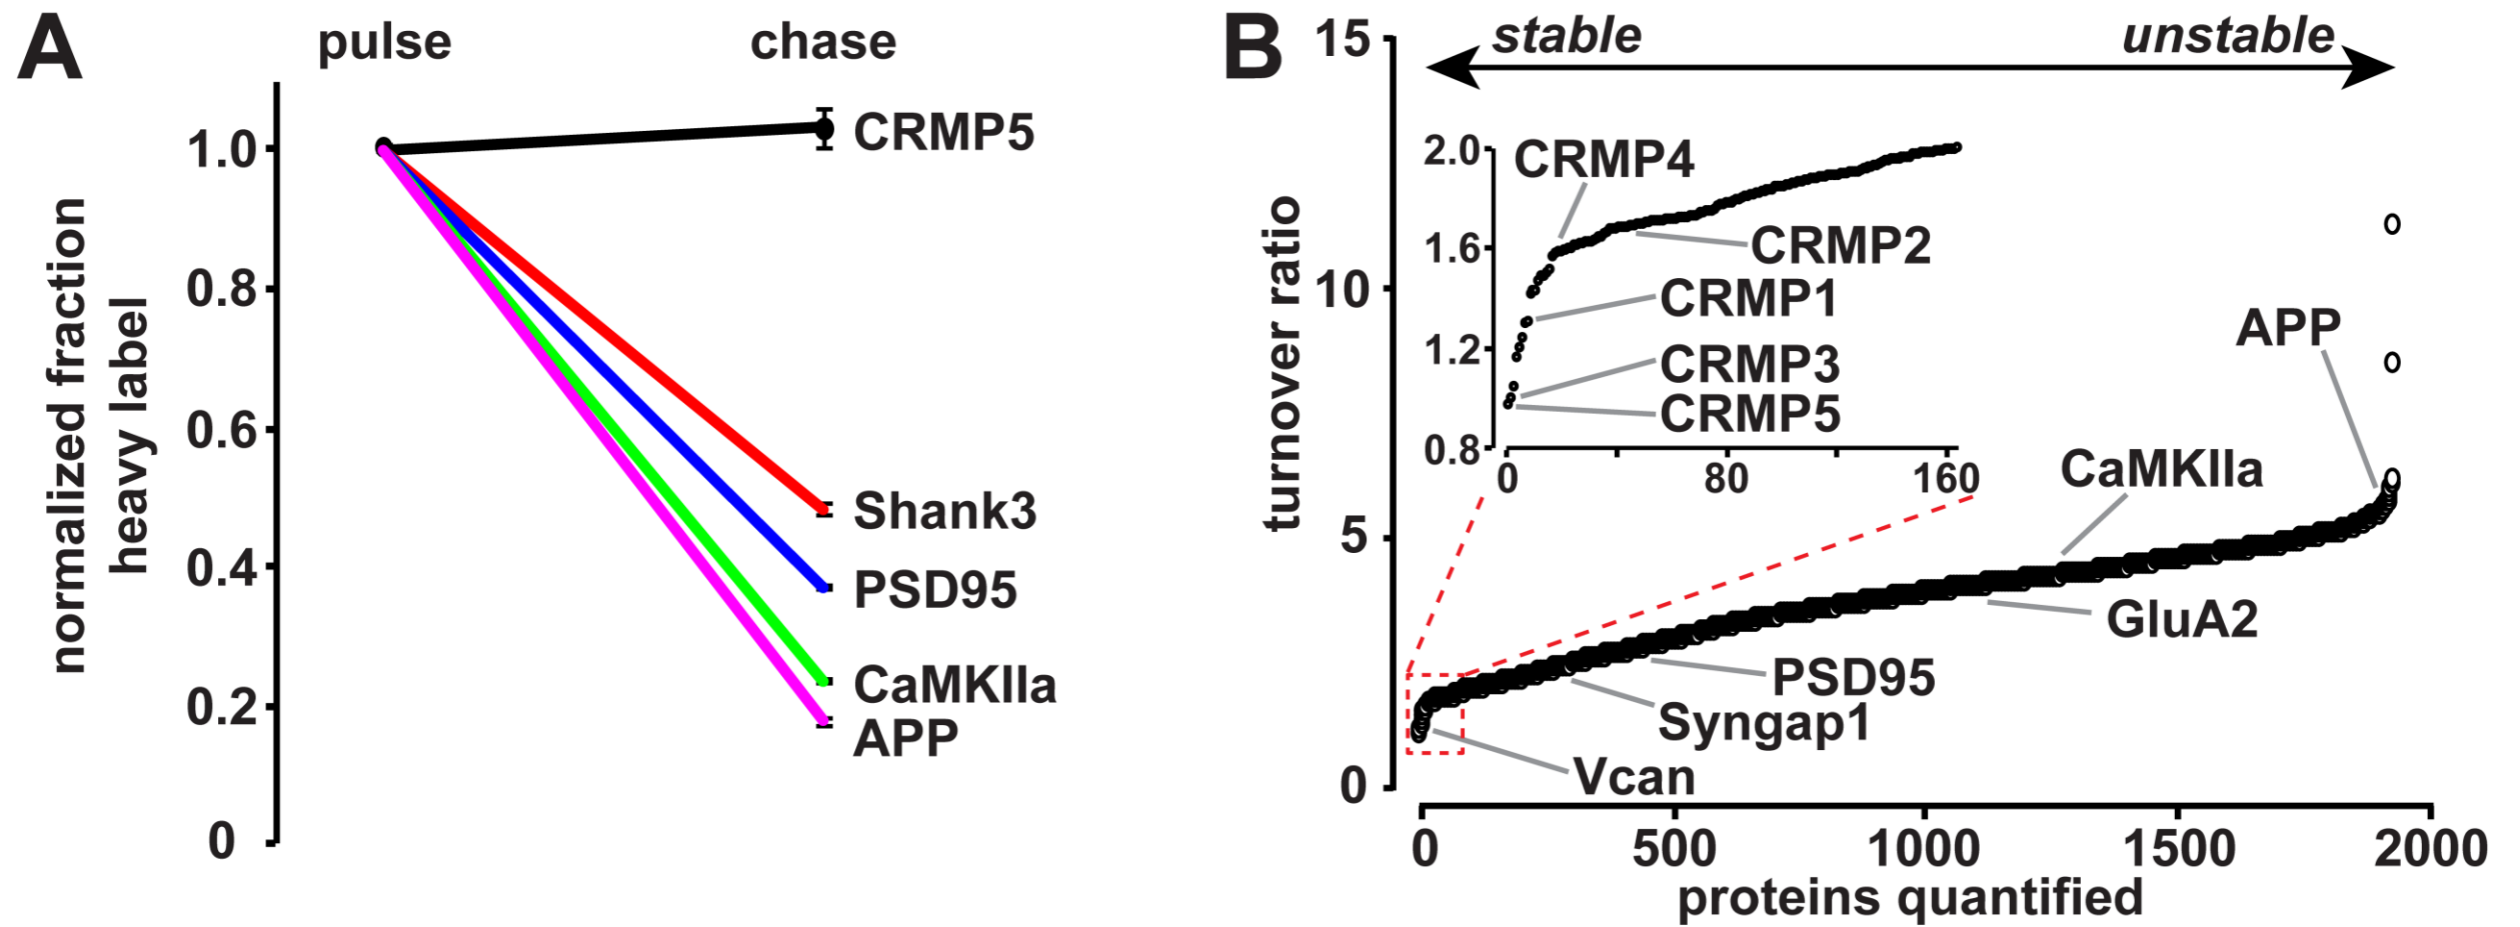 A
pulse
chase
normalized fraction
heavy label
1.0
0.8
0.6
0.4
0.2
0
CRMP5
Shank3
PSD95
CaMKIIa
APP
B
stable
unstable
turnover ratio
15
10
5
0
2.0
1.6
1.2
0.8
CRMP4
CRMP2
CRMP1
CRMP3
CRMP5
0
80
160
APP
CaMKIIa
GluA2
PSD95
Syngap1
Vcan
0
500
1000
1500
2000
proteins quantified